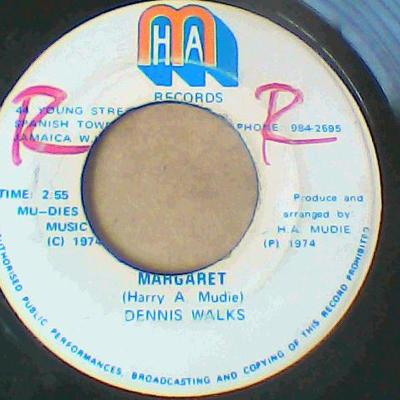 HA
RECORDS
44 YOUNG STRE
SPANISH TOW
JAMAICA W.I
PHONE: 984-2695
R
R
TIME: 2:55
MU-DIES
MUSIC
(C) 1974
Produce and
arranged by
H.A. MUDIE
(P) 1974
MARGARET
(Harry A Mudie)
DENNIS WALKS
AUTHORISED PUBLIC PERFORMANCES, BROADCASTING AND COPYING OF THIS RECORD PROHIBITED